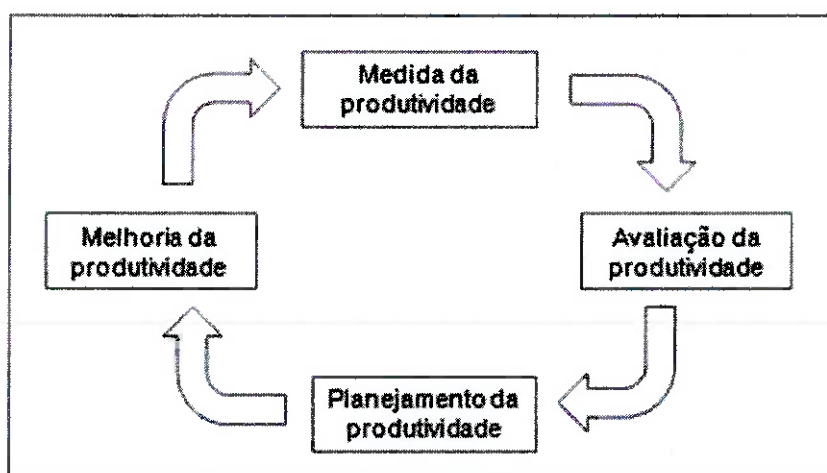 Medida da
produtividade
Melhoria da
produtividade
Avaliação da
produtividade
Planejamento da
produtividade